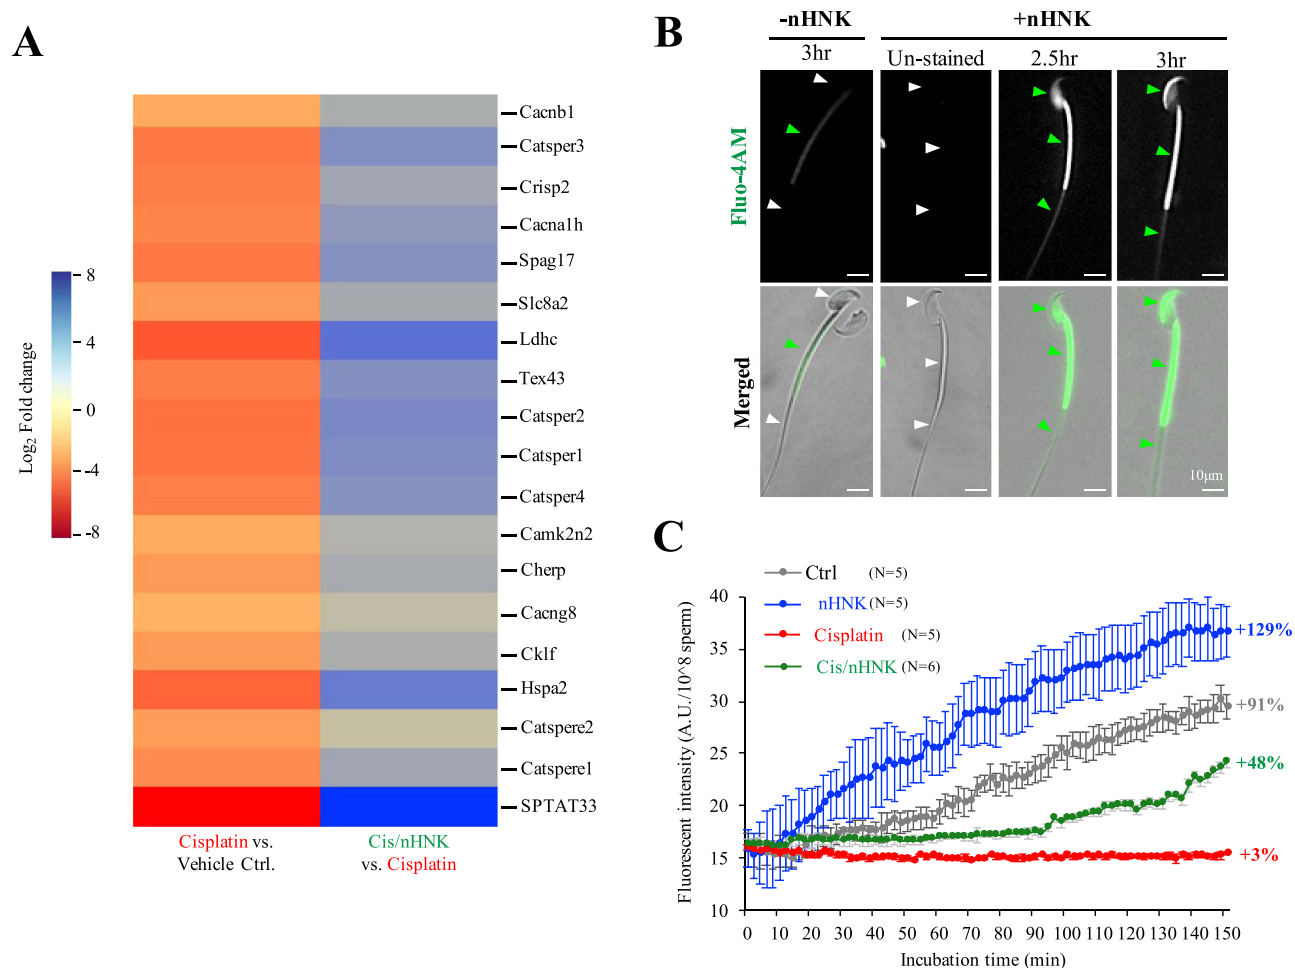 A
Log2 Fold change
8
4
0
-4
-8
Cacnb1
Catsper3
Crisp2
Cacna1h
Spag17
Slc8a2
Ldhc
Tex43
Catsper2
Catsper1
Catsper4
Camk2n2
Cherp
Cacng8
Cklf
Hspa2
Catspere2
Catspere1
SPTAT33
Cisplatin vs.
Vehicle Ctrl.
Cis/nHNK
vs. Cisplatin
B
-nHNK
+nHNK
3hr
Un-stained
2.5hr
3hr
Fluo-4AM
Merged
10µm
C
Ctrl (N=5)
nHNK (N=5)
Cisplatin (N=5)
Cis/nHNK (N=6)
Fluorescent intensity (A.U./10^8 sperm)
40
35
30
25
20
15
10
+129%
+91%
+48%
+3%
0 10 20 30 40 50 60 70 80 90 100 110 120 130 140 150
Incubation time (min)